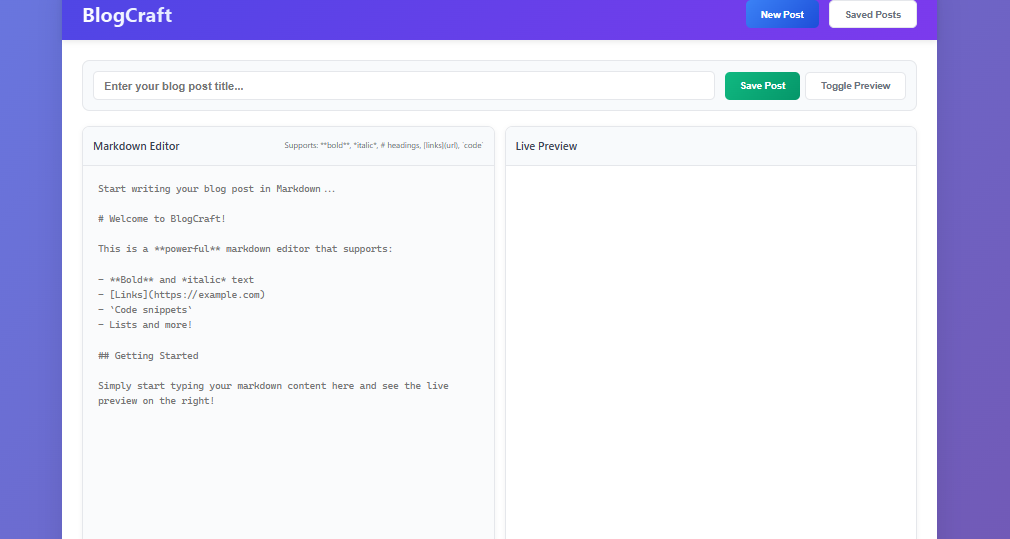 BlogCraft
New Post
Saved Posts
Enter your blog post title...
Save Post
Toggle Preview
Markdown Editor
Supports: **bold**, *italic*, # headings, [links](url), `code`
Live Preview
Start writing your blog post in Markdown...
# Welcome to BlogCraft!
This is a **powerful** markdown editor that supports:
- **Bold** and *italic* text
- [Links](https://example.com)
- `Code snippets`
- Lists and more!
## Getting Started
Simply start typing your markdown content here and see the live
preview on the right!